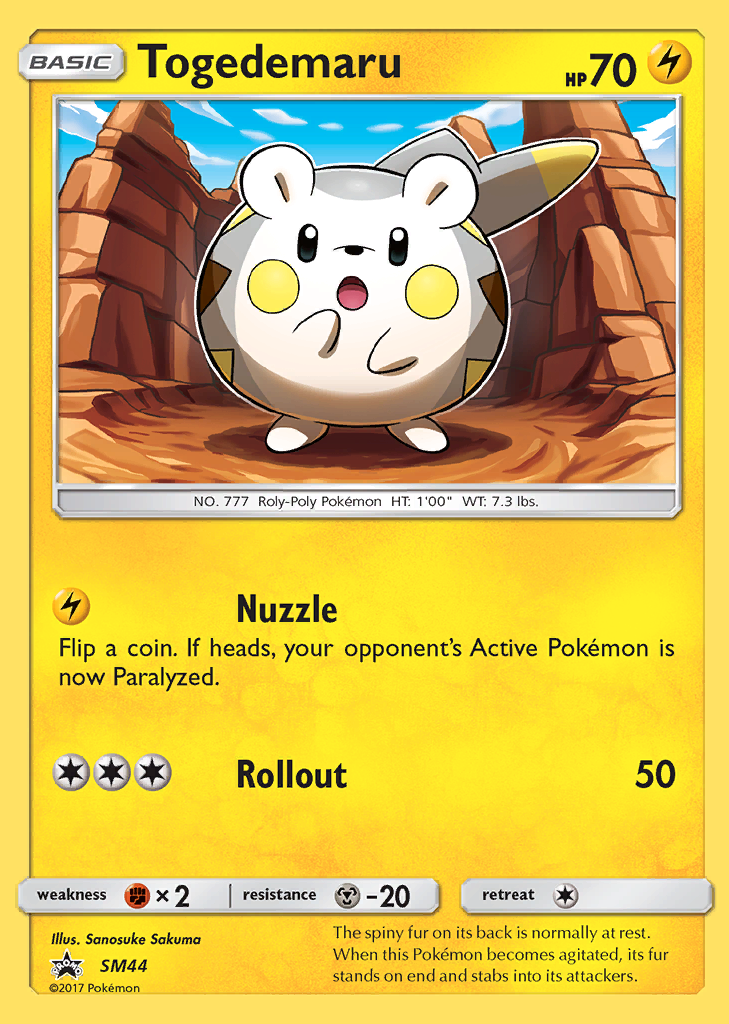 BASIC
Togedemaru
HP70
NO. 777 Roly-Poly Pokémon HT: 1'00" WT: 7.3 lbs.
Nuzzle
Flip a coin. If heads, your opponent's Active Pokémon is
now Paralyzed.
Rollout 50
weakness ×2 resistance -20 retreat
Illus. Sanosuke Sakuma
PROMO SM44
©2017 Pokémon
The spiny fur on its back is normally at rest.
When this Pokémon becomes agitated, its fur
stands on end and stabs into its attackers.